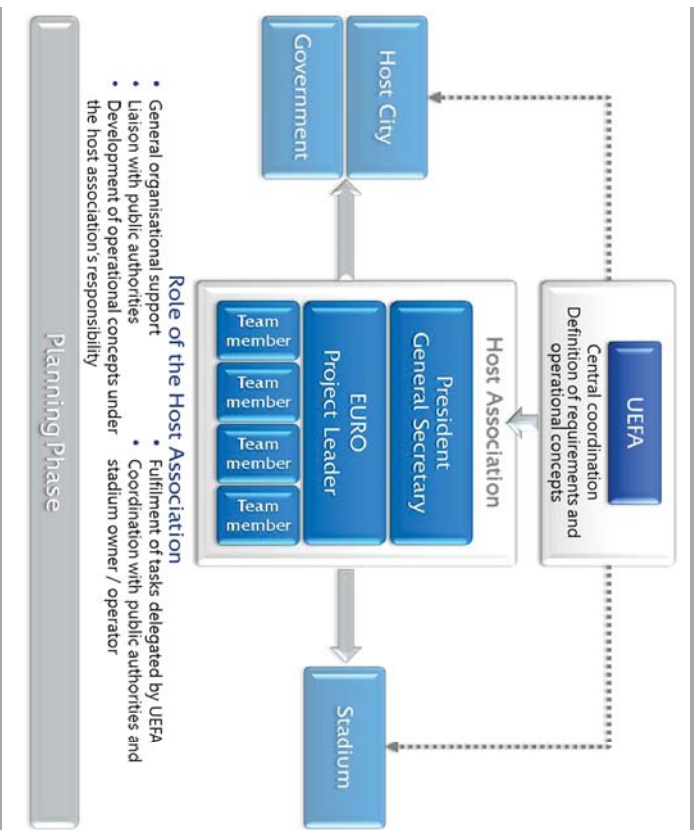 UEFA
Central coordination
Definition of requirements and
operational concepts
Host City
Government
Host Association
President
General Secretary
EURO
Project Leader
Team
member
Team
member
Team
member
Team
member
Stadium
Role of the Host Association
• General organisational support
• Liaison with public authorities
• Development of operational concepts under
the host association's responsibility
• Fulfilment of tasks delegated by UEFA
• Coordination with public authorities and
stadium owner / operator
Planning Phase